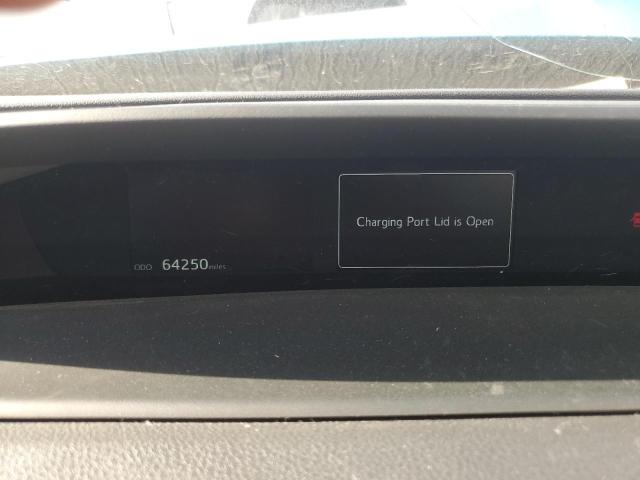 Charging Port Lid is Open
ODO 64250 miles